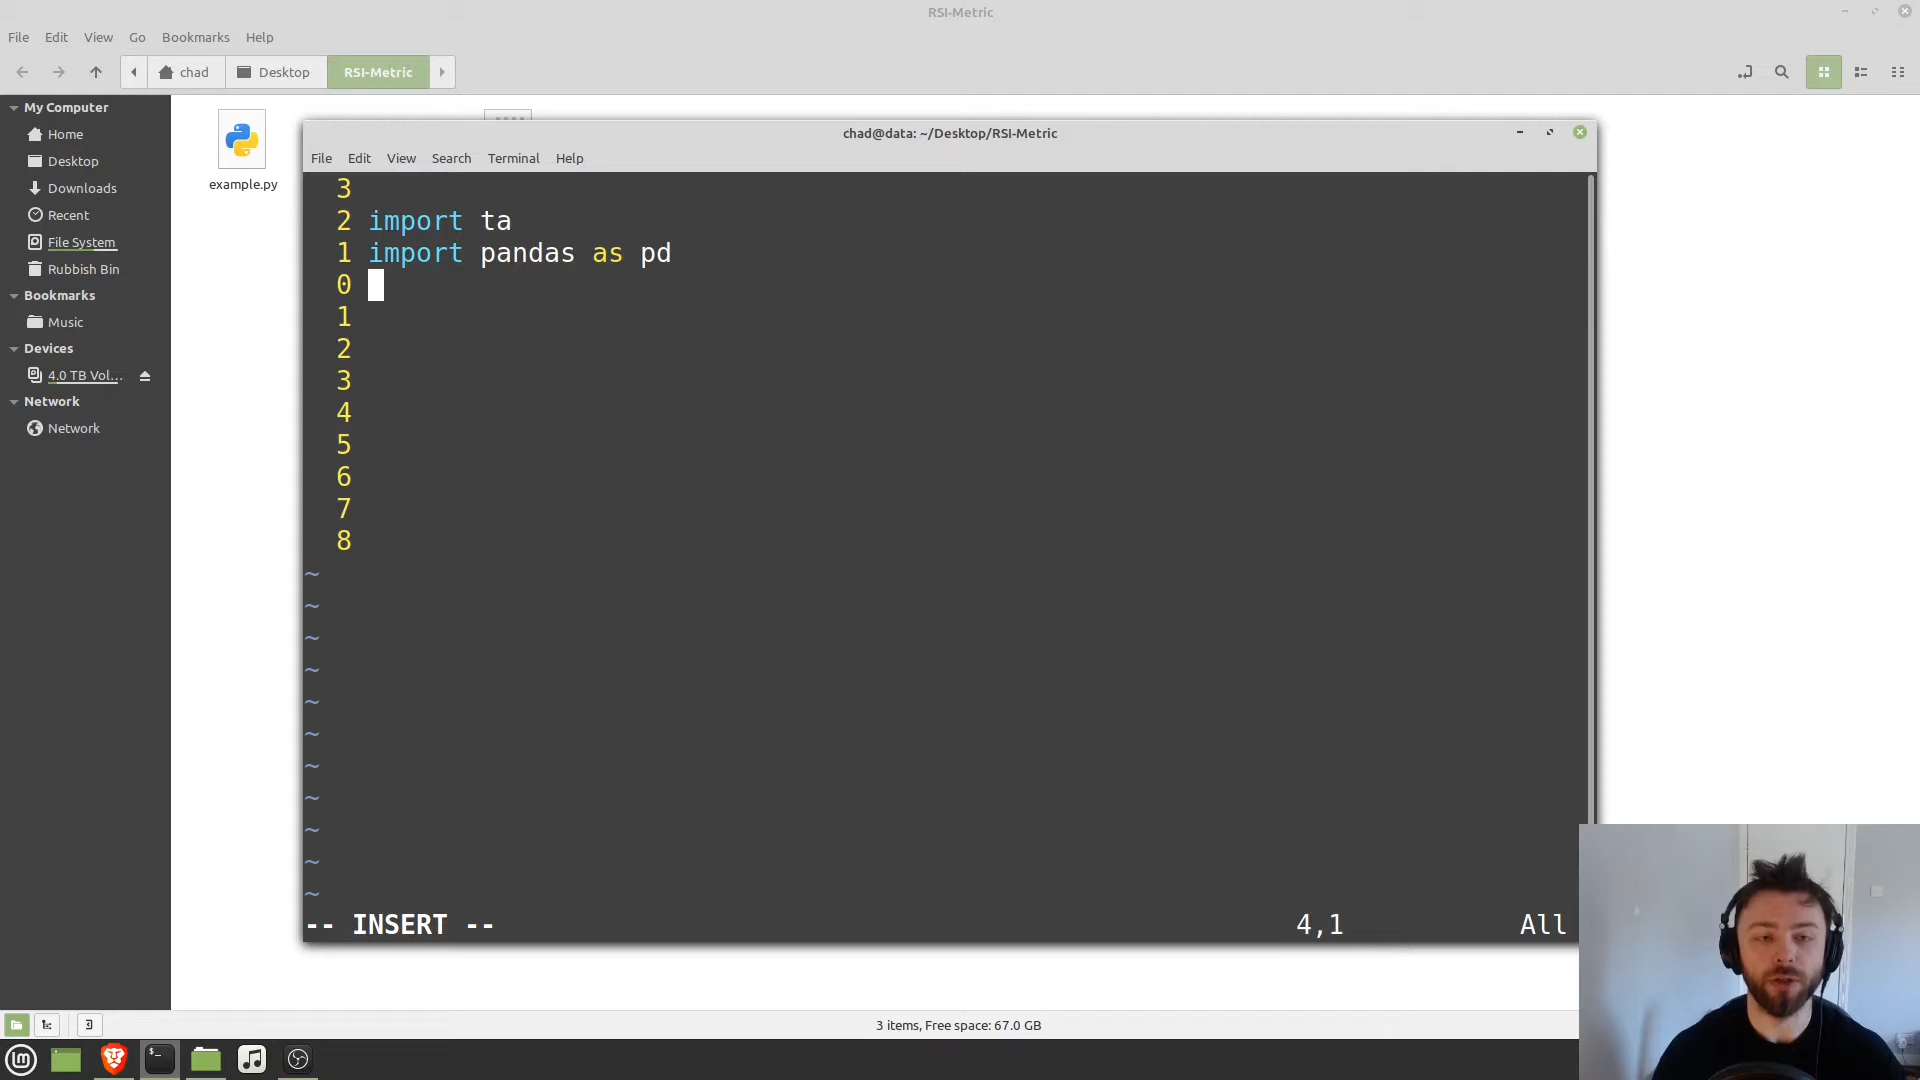 RSI-Metric
File Edit View Go Bookmarks Help
chad Desktop RSI-Metric
My Computer
Home
Desktop
Downloads
Recent
File System
Rubbish Bin
Bookmarks
Music
Devices
4.0 TB Vol...
Network
Network
example.py
chad@data: ~/Desktop/RSI-Metric
File Edit View Search Terminal Help
3
2 import ta
1 import pandas as pd
0
1
2
3
4
5
6
7
8
~
~
~
~
~
~
~
~
~
~
~
-- INSERT -- 4,1 All
3 items, Free space: 67.0 GB